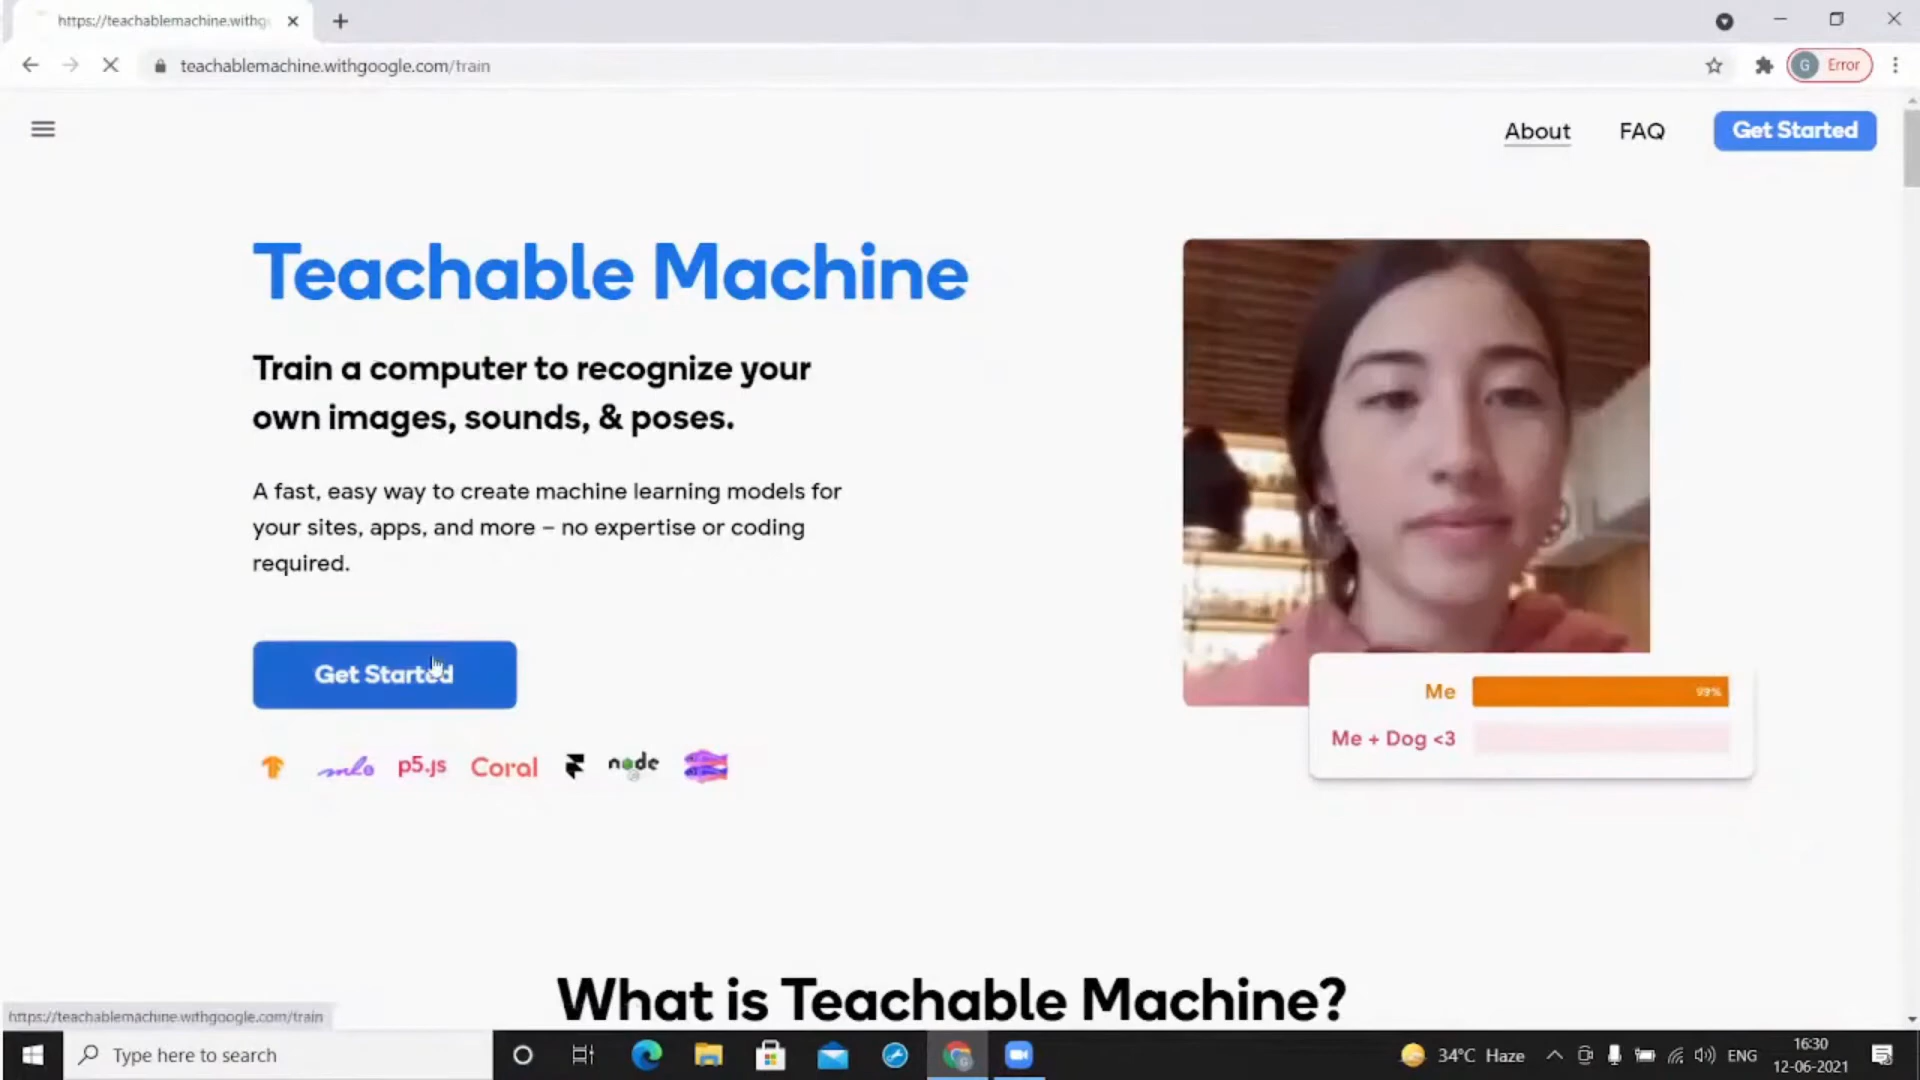 https://teachablemachine.withg
teachablemachine.withgoogle.com/train
G Error
About FAQ Get Started
Teachable Machine
Train a computer to recognize your
own images, sounds, & poses.
A fast, easy way to create machine learning models for
your sites, apps, and more – no expertise or coding
required.
Get Started
Me 99%
Me + Dog <3
p5.js Coral node
What is Teachable Machine?
https://teachablemachine.withgoogle.com/train
Type here to search
34°C Haze
ENG
16:30
12-06-2021